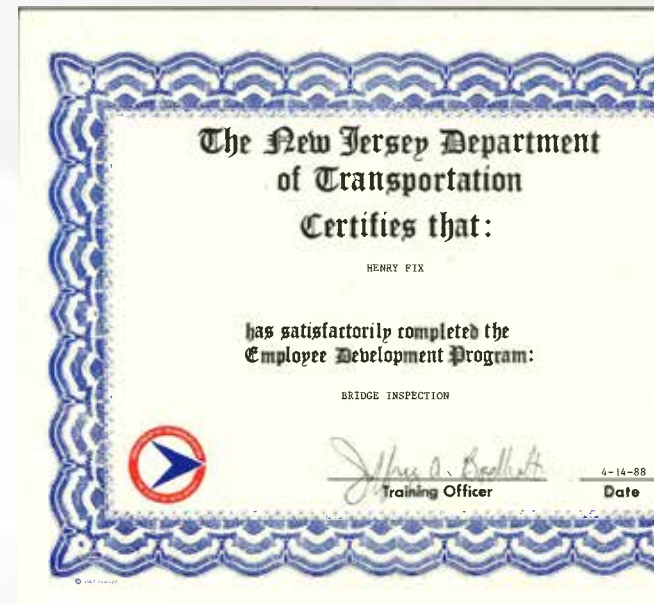 The New Jersey Department
of Transportation
Certifies that:
HENRY FIX
has satisfactorily completed the
Employee Development Program:
BRIDGE INSPECTION
4-14-88
Training Officer
Date